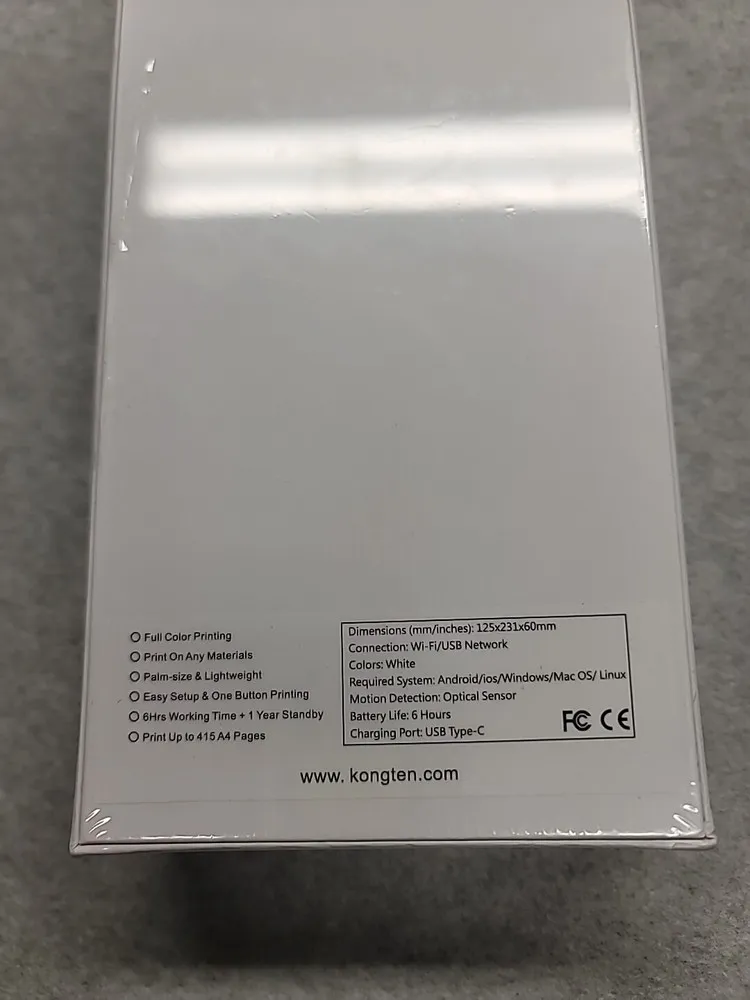 Full Color Printing
Print On Any Materials
Palm-size & Lightweight
Easy Setup & One Button Printing
6Hrs Working Time + 1 Year Standby
Print Up to 415 A4 Pages
Dimensions (mm/inches): 125x231x60mm
Connection: Wi-Fi/USB Network
Colors: White
Required System: Android/ios/Windows/Mac OS/ Linux
Motion Detection: Optical Sensor
Battery Life: 6 Hours
Charging Port: USB Type-C
FC CE
www. kongten.com